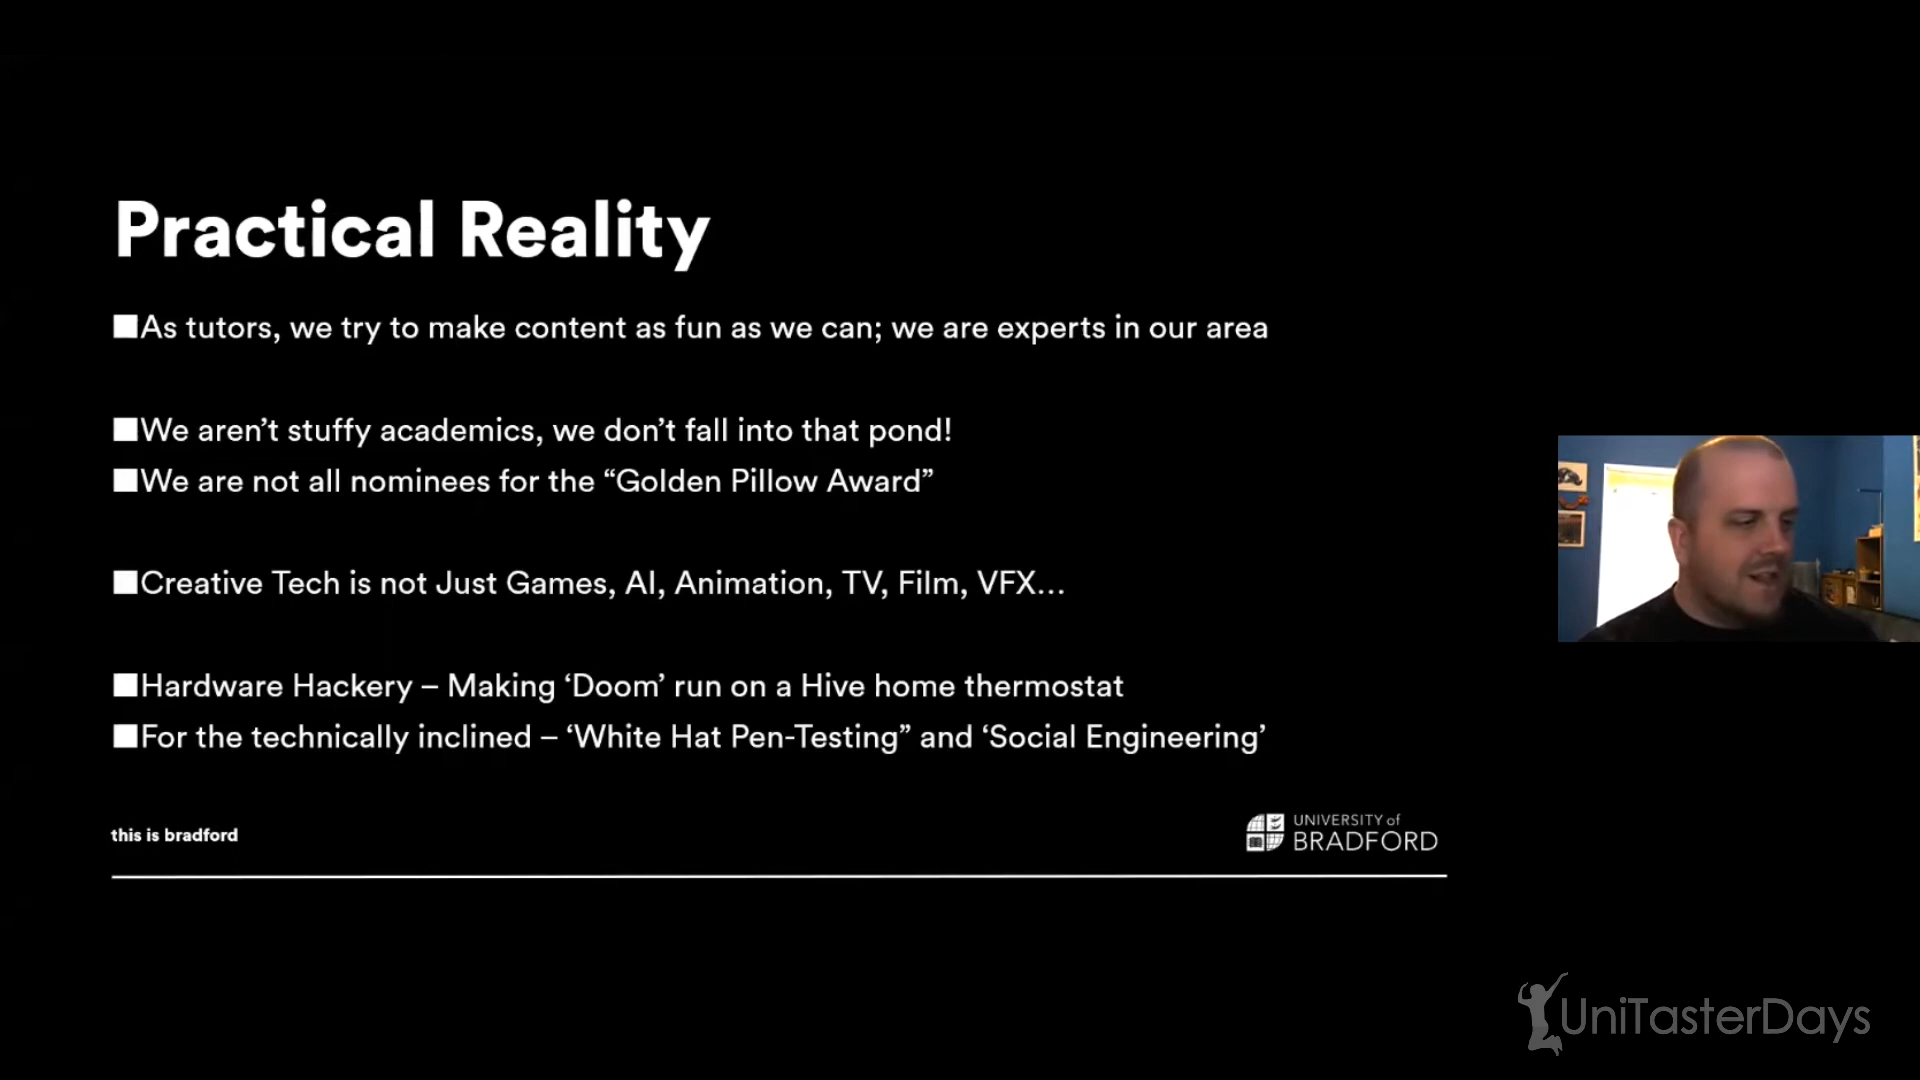 Practical Reality
■As tutors, we try to make content as fun as we can; we are experts in our area
■We aren’t stuffy academics, we don’t fall into that pond!
■We are not all nominees for the “Golden Pillow Award”
■Creative Tech is not Just Games, AI, Animation, TV, Film, VFX…
■Hardware Hackery – Making ‘Doom’ run on a Hive home thermostat
■For the technically inclined – ‘White Hat Pen-Testing” and ‘Social Engineering’
this is bradford
UNIVERSITY of
BRADFORD
UniTasterDays